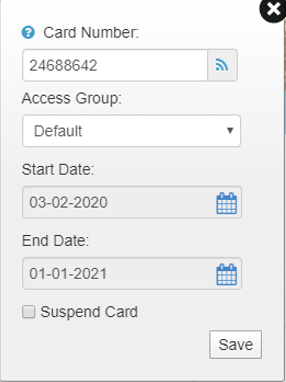 Card Number:
24688642
Access Group:
Default
Start Date:
03-02-2020
End Date:
01-01-2021
Suspend Card
Save